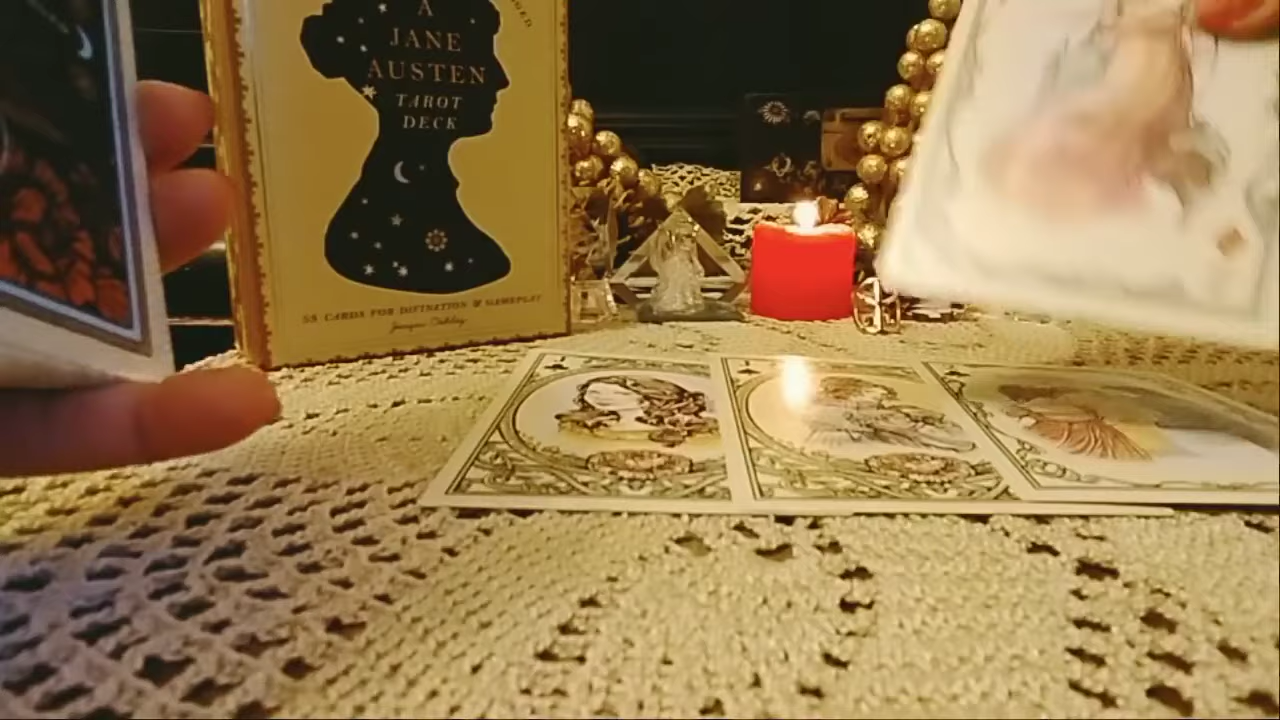 A
JANE
AUSTEN
TAROT
DECK
53 CARDS FOR DIVINATION & GAMEPLAY